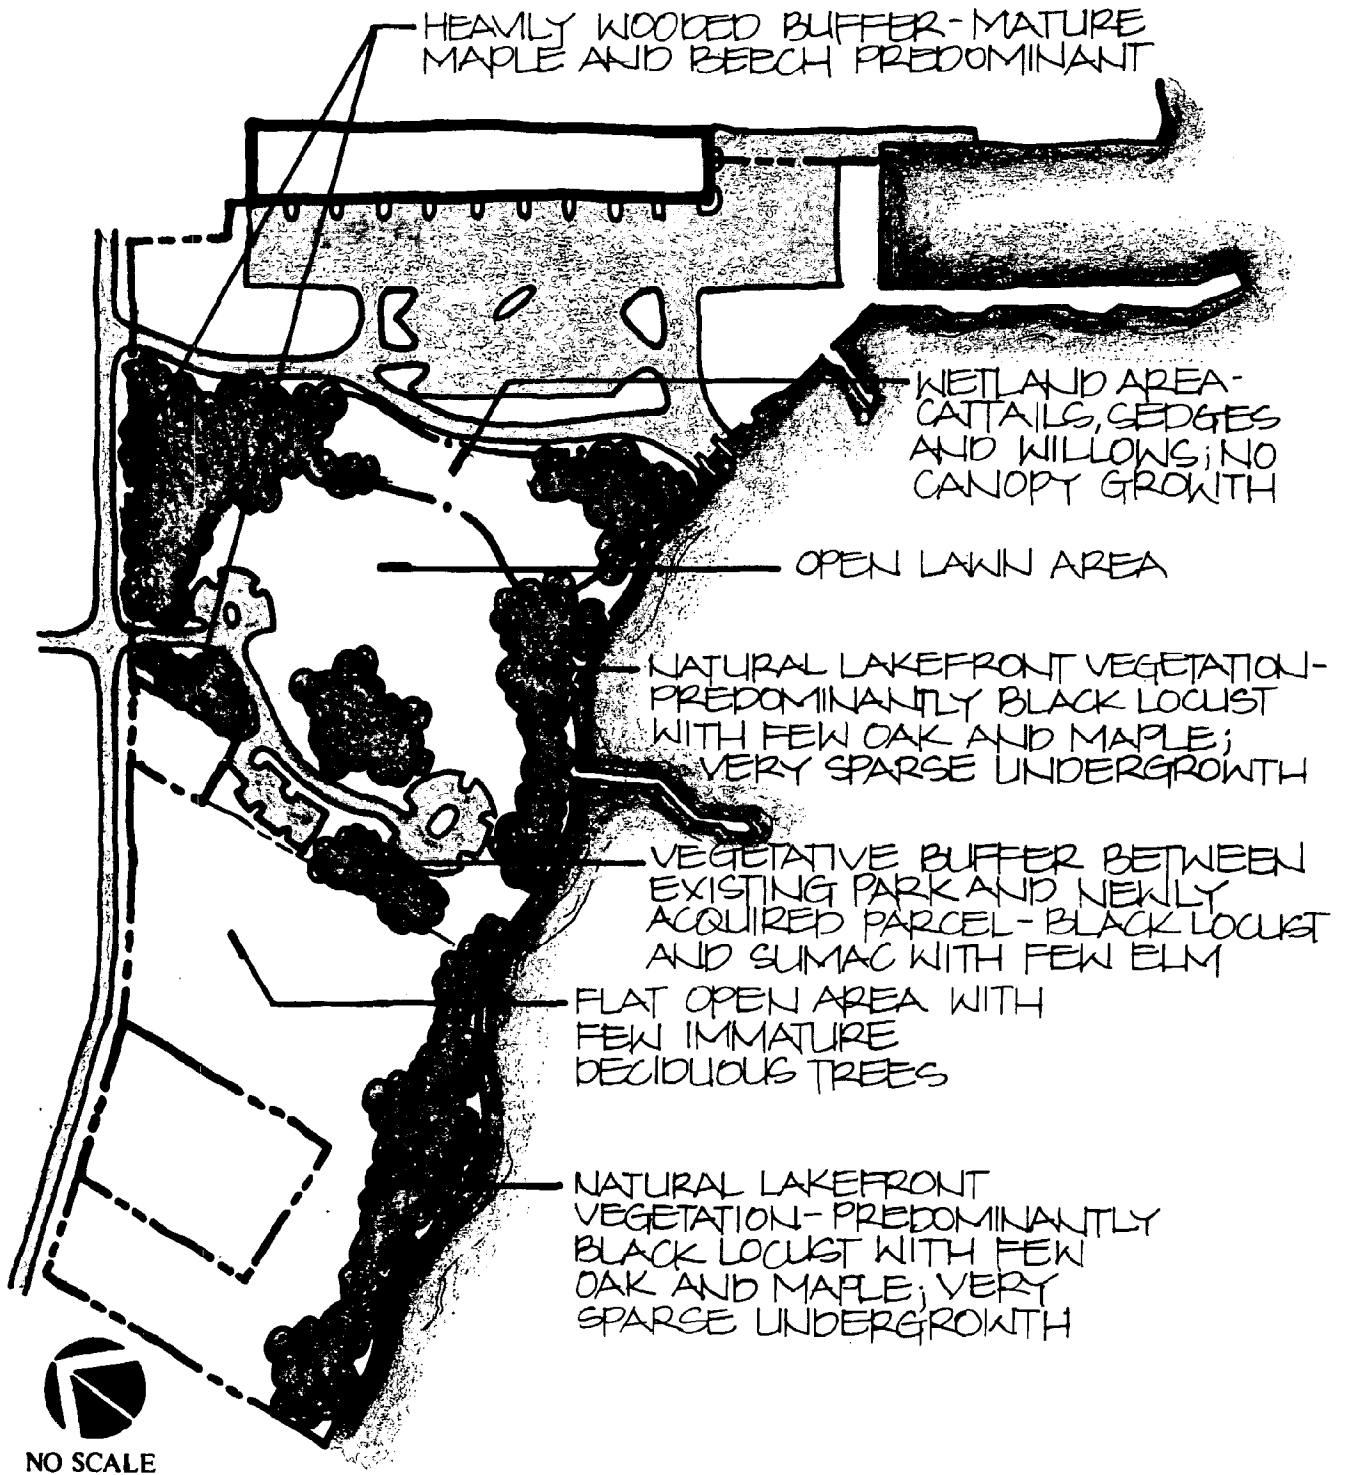 HEAVILY WOODED BUFFER-MATURE
MAPLE AND BEECH PREDOMINANT
WETLAND AREA-
CATTAILS, SEDGES
AND WILLOWS; NO
CANOPY GROWTH
OPEN LAWN AREA
NATURAL LAKEFRONT VEGETATION-
PREDOMINANTLY BLACK LOCUST
WITH FEW OAK AND MAPLE;
VERY SPARSE UNDERGROWTH
VEGETATIVE BUFFER BETWEEN
EXISTING PARK AND NEWLY
ACQUIRED PARCEL-BLACK LOCUST
AND SUMAC WITH FEW ELM
FLAT OPEN AREA WITH
FEW IMMATURE
DECIDUOUS TREES
NATURAL LAKEFRONT
VEGETATION-PREDOMINANTLY
BLACK LOCUST WITH FEW
OAK AND MAPLE; VERY
SPARSE UNDERGROWTH
NO SCALE